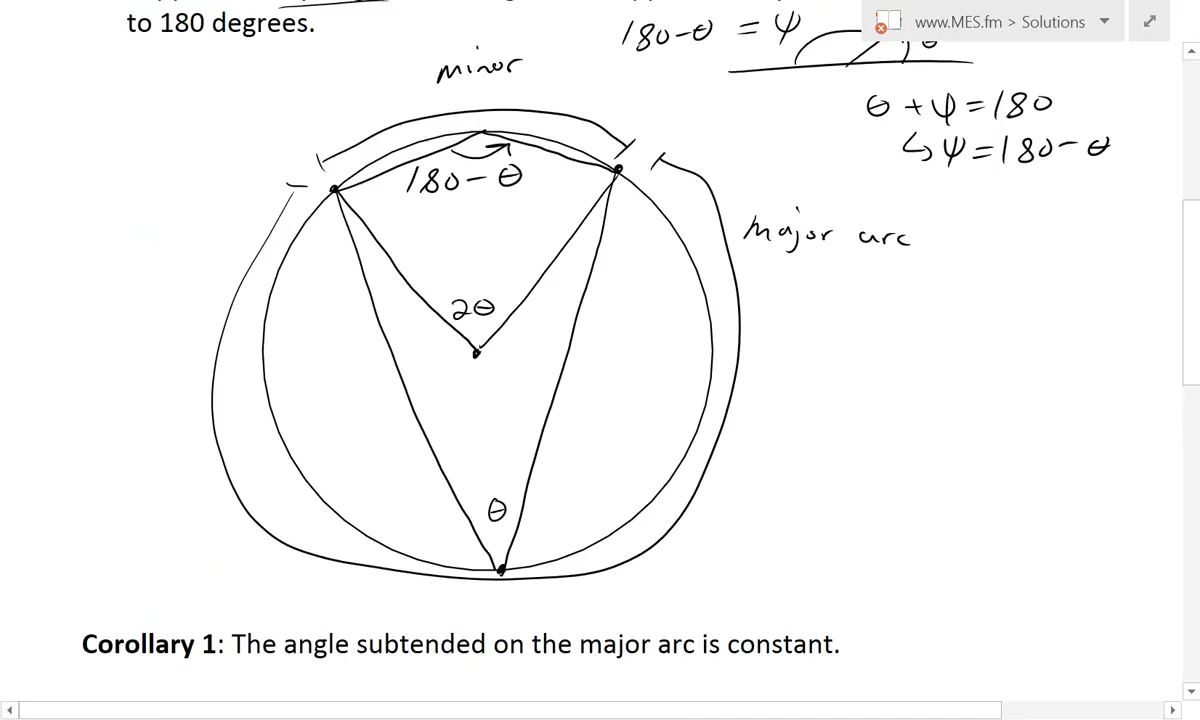 to 180 degrees.
180-θ = ψ
www.MES.fm > Solutions
θ
minor
θ + ψ = 180
↳ ψ = 180 - θ
180 - θ
major arc
2θ
θ
Corollary 1: The angle subtended on the major arc is constant.